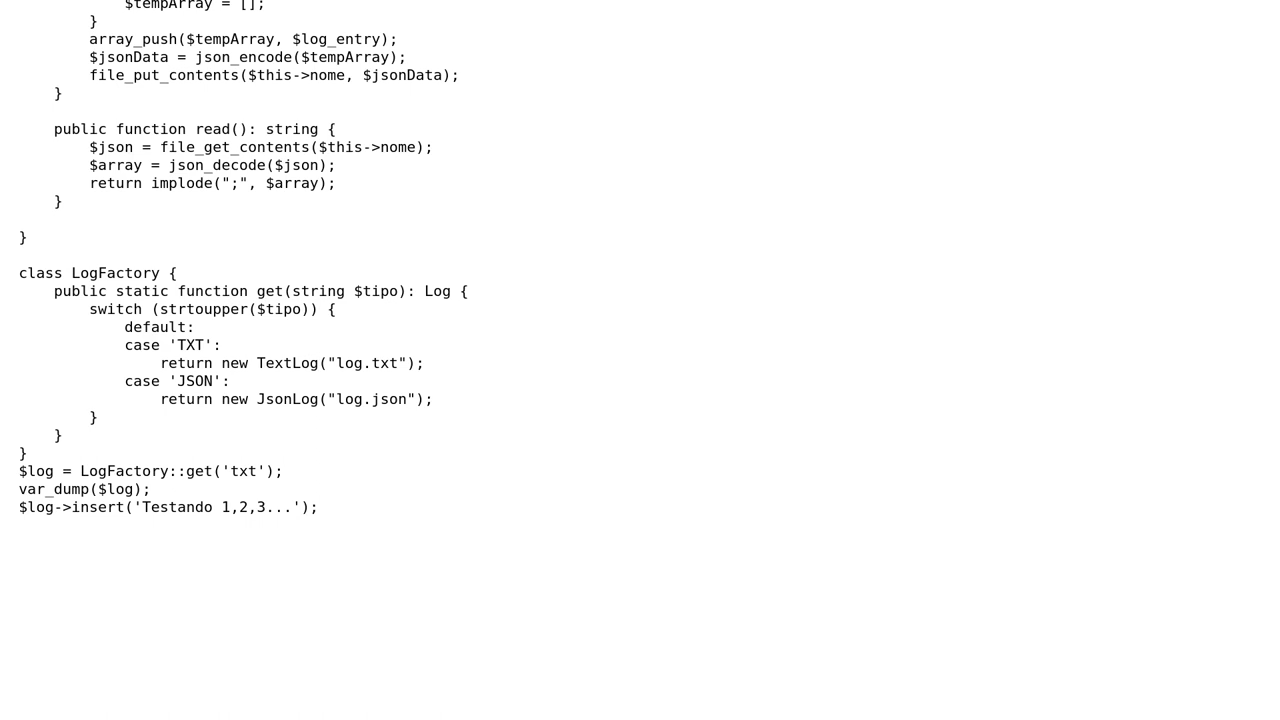 $tempArray = [];
        }
        array_push($tempArray, $log_entry);
        $jsonData = json_encode($tempArray);
        file_put_contents($this->nome, $jsonData);
    }

    public function read(): string {
        $json = file_get_contents($this->nome);
        $array = json_decode($json);
        return implode(";", $array);
    }

}

class LogFactory {
    public static function get(string $tipo): Log {
        switch (strtoupper($tipo)) {
            default:
            case 'TXT':
                return new TextLog("log.txt");
            case 'JSON':
                return new JsonLog("log.json");
        }
    }
}
$log = LogFactory::get('txt');
var_dump($log);
$log->insert('Testando 1,2,3...');